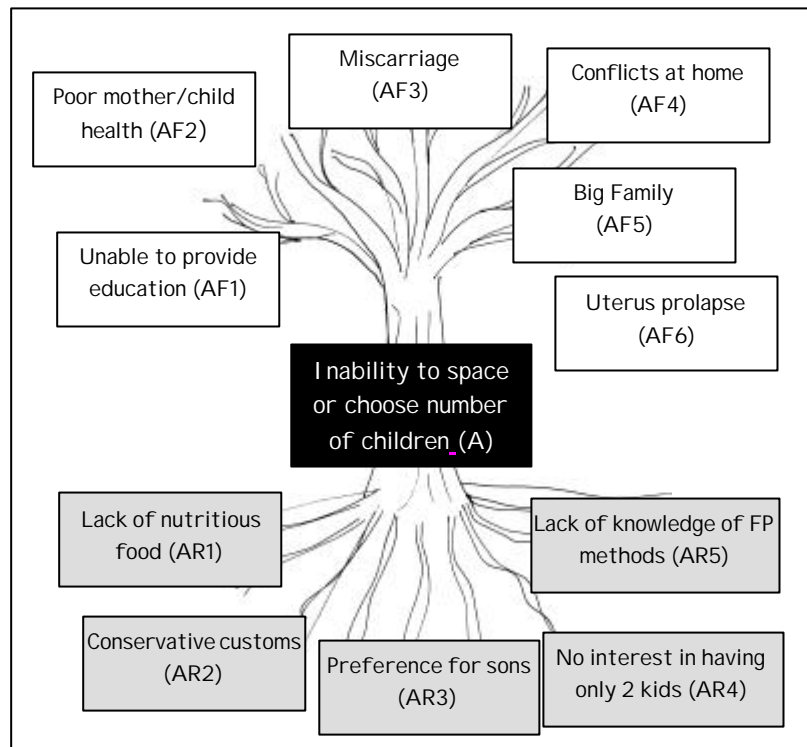 Miscarriage
(AF3)
Conflicts at home
(AF4)
Poor mother/child
health (AF2)
Big Family
(AF5)
Unable to provide
education (AF1)
Uterus prolapse
(AF6)
Inability to space
or choose number
of children (A)
Lack of nutritious
food (AR1)
Lack of knowledge of FP
methods (AR5)
Conservative customs
(AR2)
Preference for sons
(AR3)
No interest in having
only 2 kids (AR4)